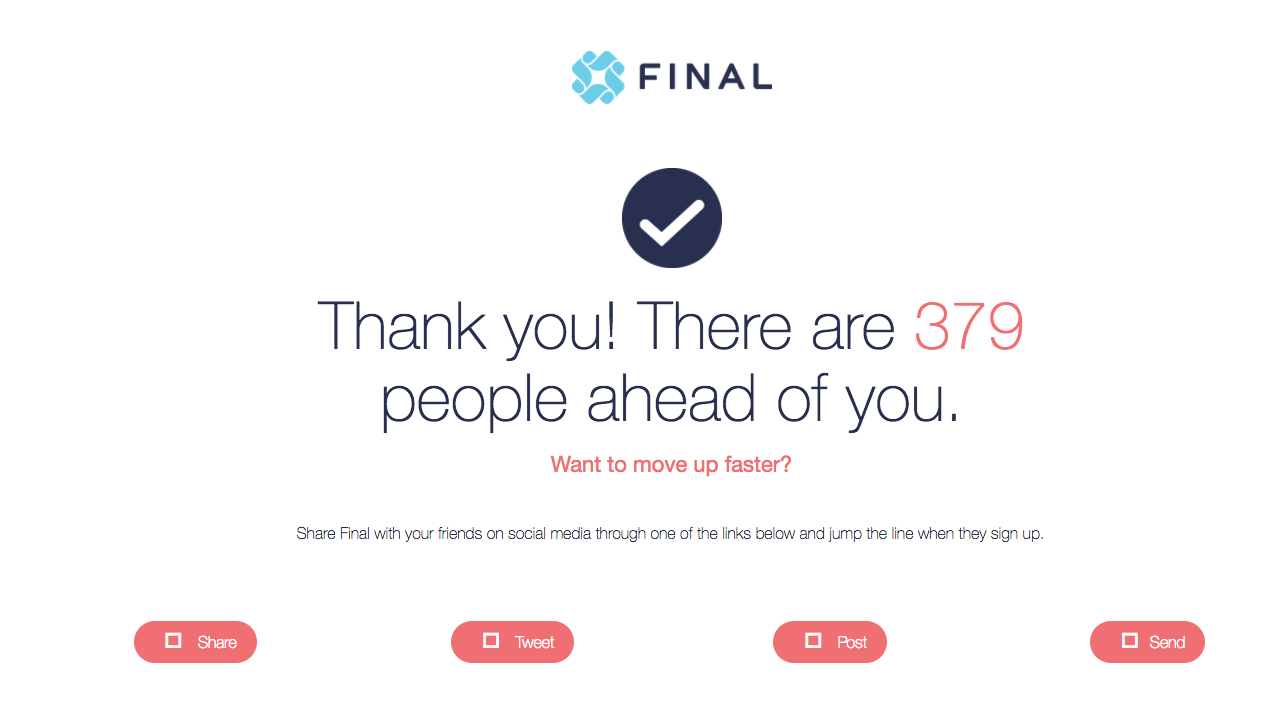 FINAL
Thank you! There are 379
people ahead of you.
Want to move up faster?
Share Final with your friends on social media through one of the links below and jump the line when they sign up.
Share Tweet Post Send